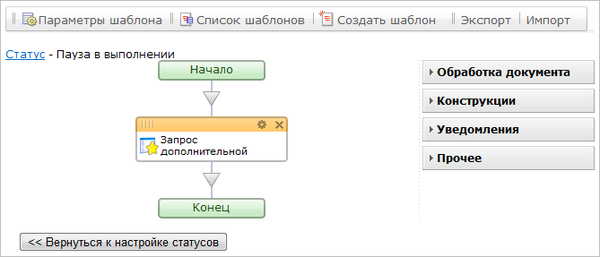 Параметры шаблона Список шаблонов Создать шаблон Экспорт Импорт
Статус - Пауза в выполнении
Начало
Запрос
дополнительной
Конец
Обработка документа
Конструкции
Уведомления
Прочее
<< Вернуться к настройке статусов